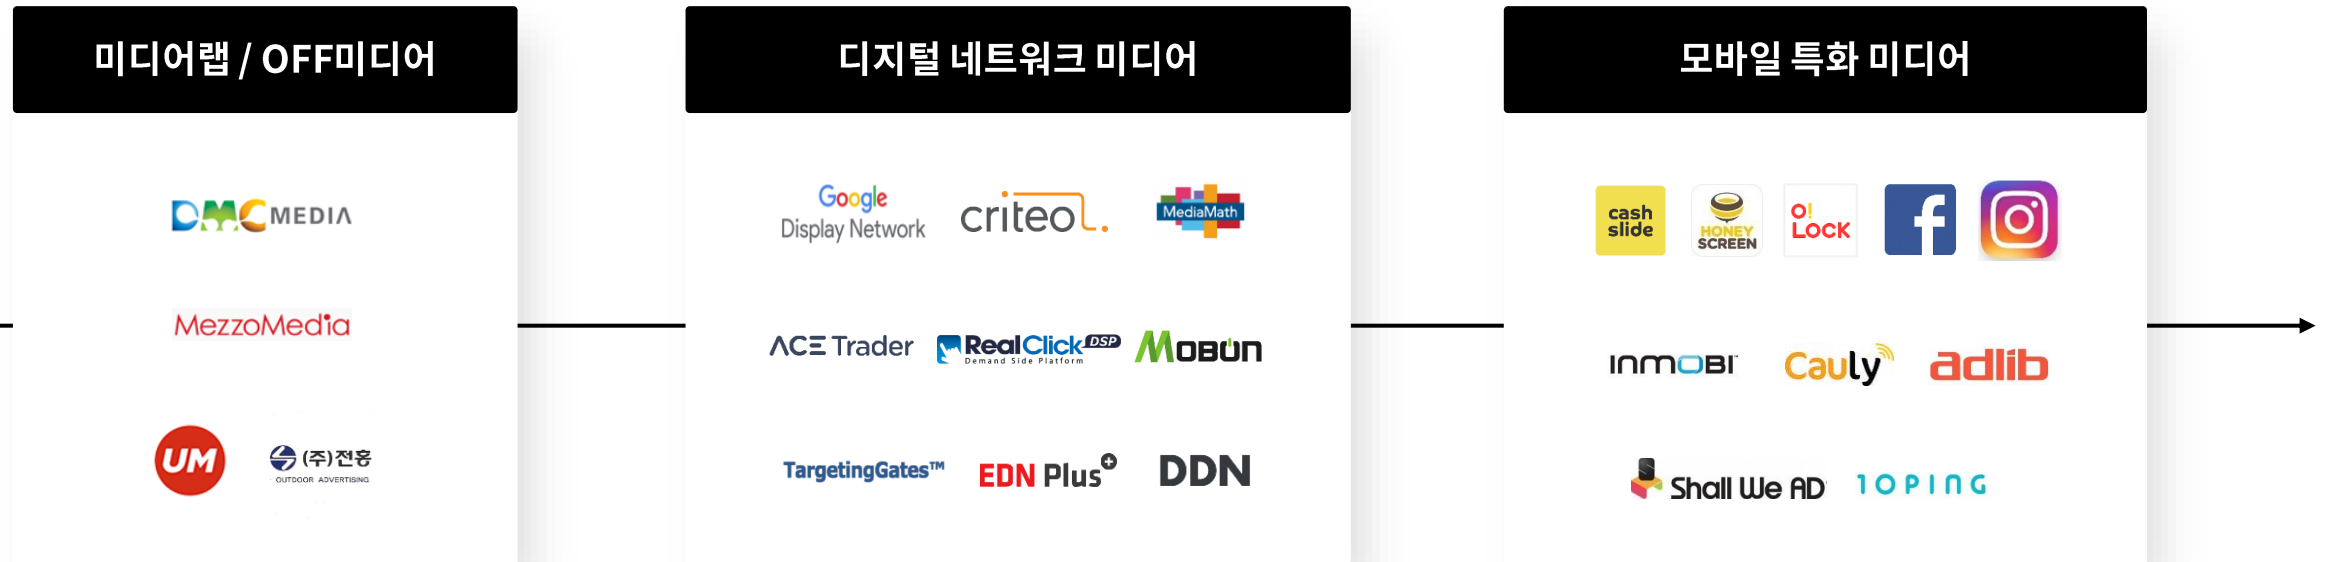 미디어랩 / OFF미디어
DMC MEDIA
MezzoMedia
UM
(주)전홍
OUTDOOR ADVERTISING
디지털 네트워크 미디어
Google
Display Network
criteo
MediaMath
ACE Trader
RealClick DSP
Demand Side Platform
MOBON
TargetingGates™
EDN Plus+
DDN
모바일 특화 미디어
cash
slide
HONEY
SCREEN
O!
LOCK
f
INMOBI
Cauly
adlib
Shall We AD
10PING